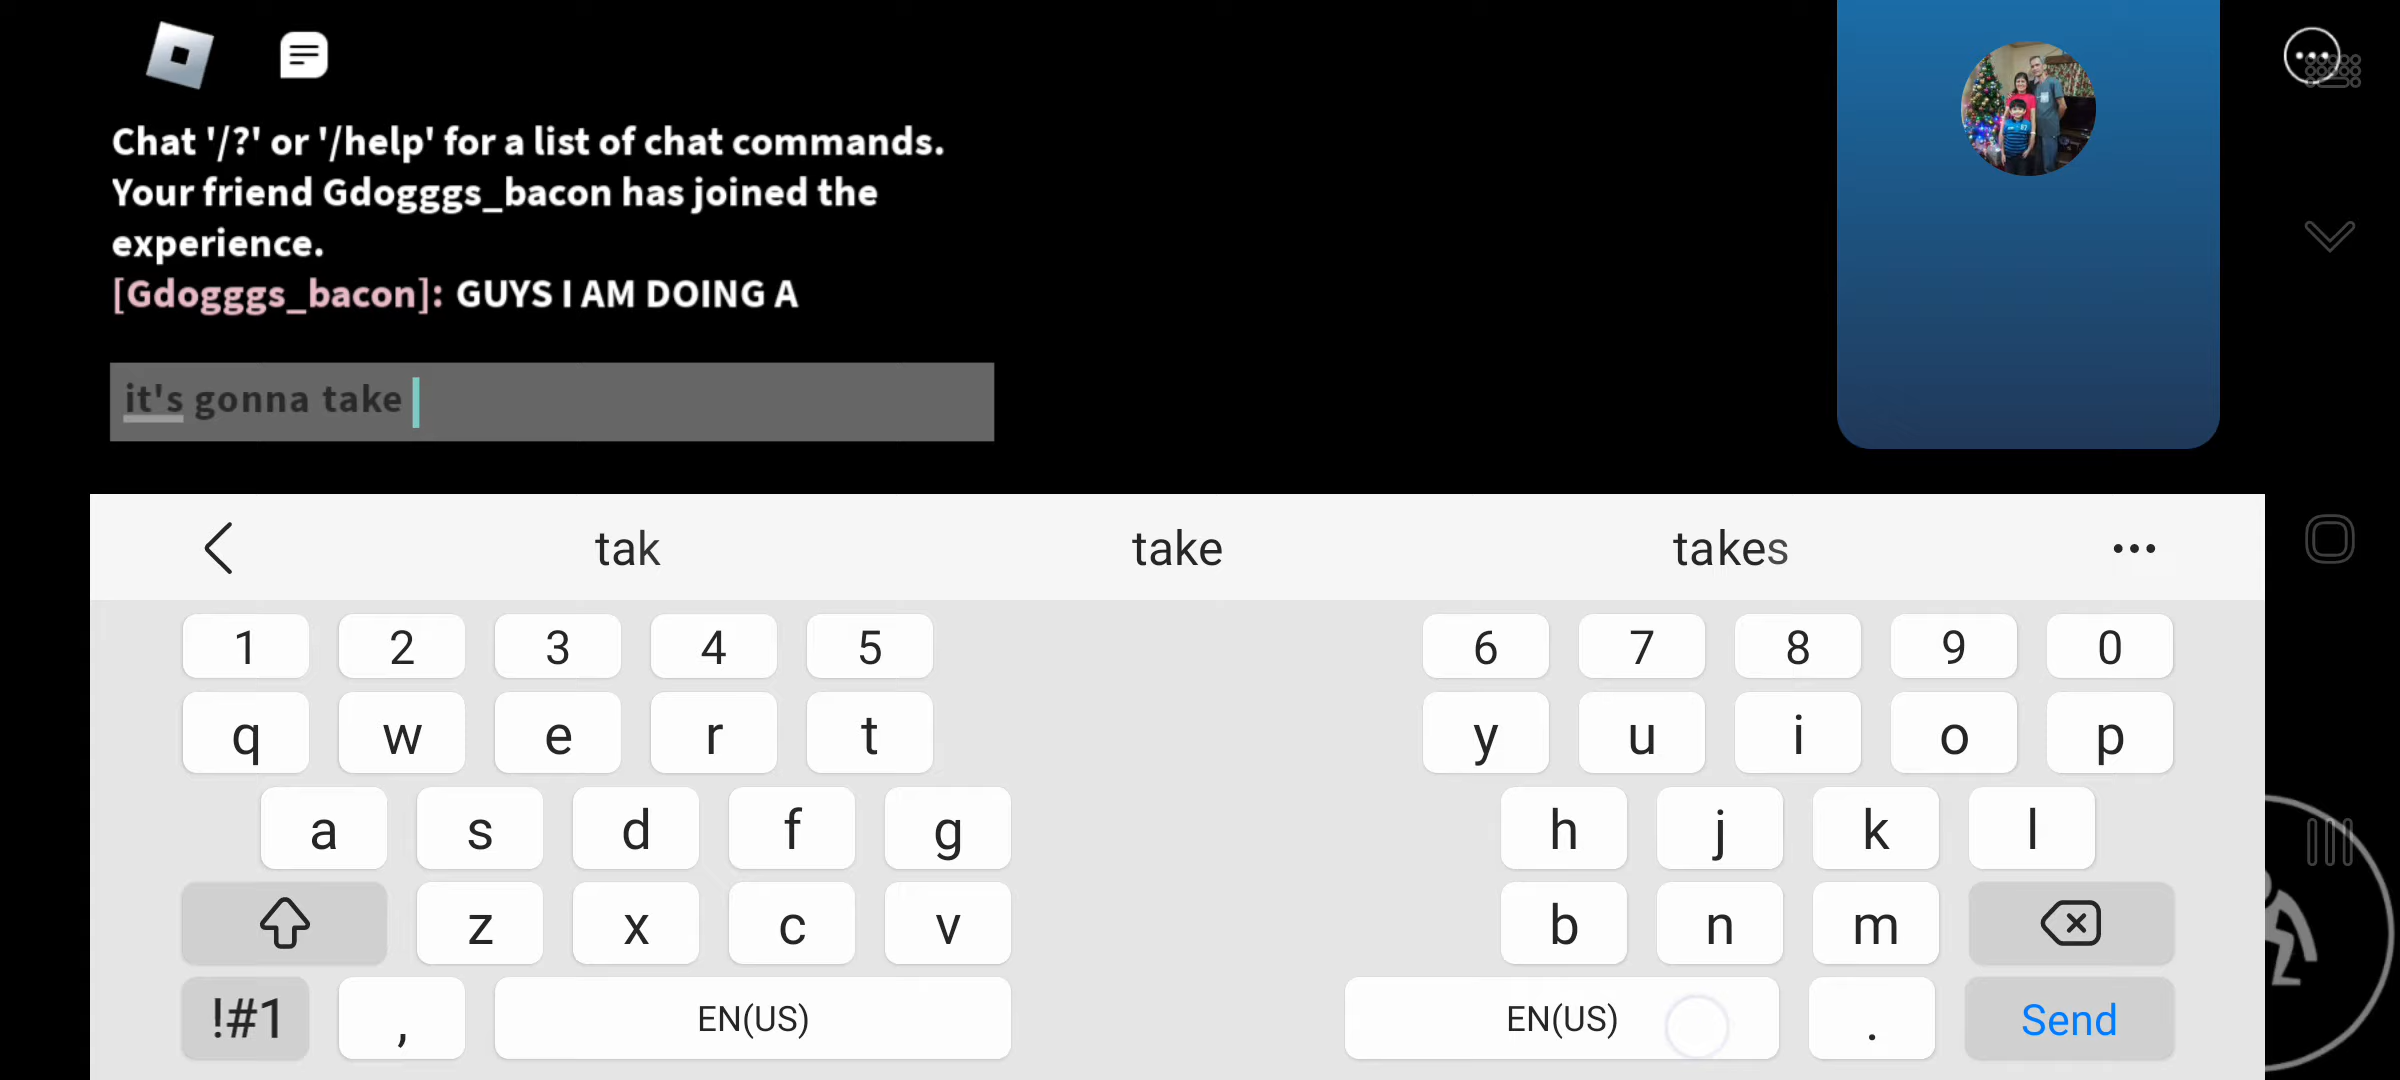 Chat '/?' or '/help' for a list of chat commands.
Your friend Gdogggs_bacon has joined the
experience.
[Gdogggs_bacon]: GUYS I AM DOING A
it's gonna take
tak take takes
1 2 3 4 5 6 7 8 9 0
q w e r t y u i o p
a s d f g h j k l
z x c v b n m
!#1 , EN(US) EN(US) . Send